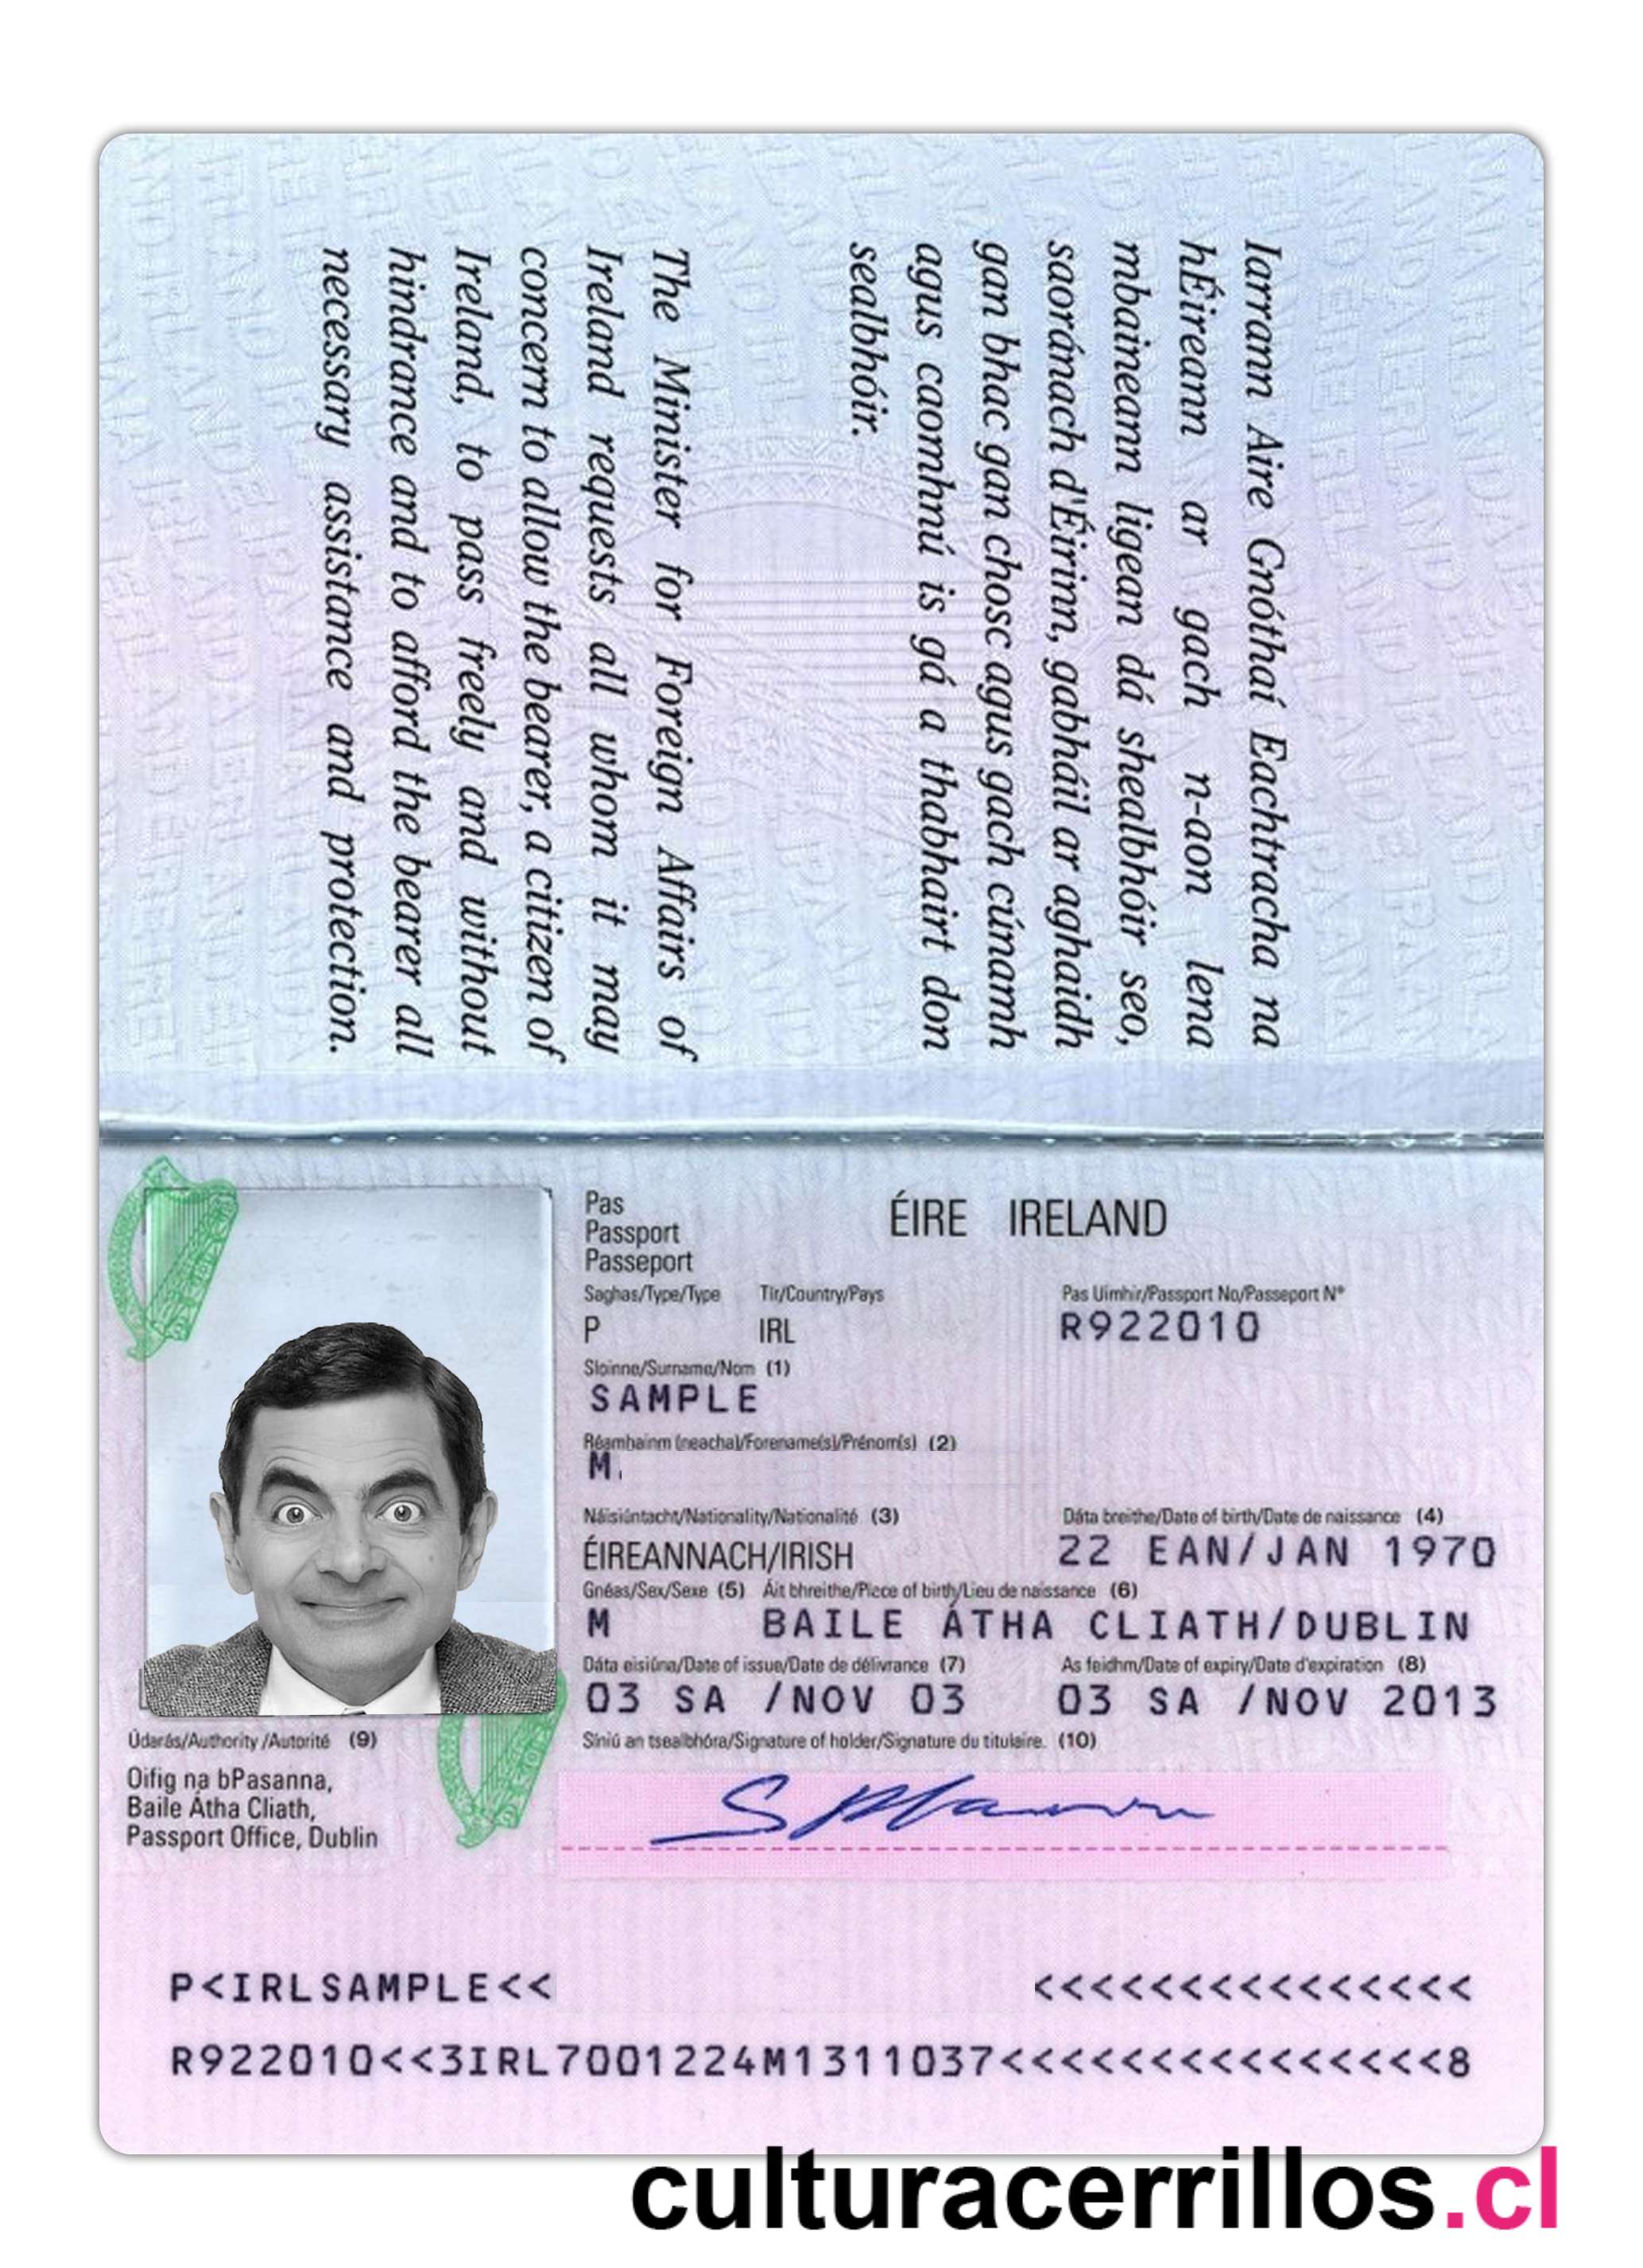 Iarrann Aire Gnóthaí Eachtracha na
hÉireann ar gach n-aon lena
mbaineann ligean dá shealbhóir seo,
saoránach d'Éirinn, gabháil ar aghaidh
gan bhac gan chosc agus gach cúnamh
agus caomhnú is gá a thabhairt don
sealbhóir.
The Minister for Foreign Affairs of
Ireland requests all whom it may
concern to allow the bearer, a citizen of
Ireland, to pass freely and without
hindrance and to afford the bearer all
necessary assistance and protection.
Pas
Passport
Passeport
ÉIRE IRELAND
Saghas/Type/Type Tír/Country/Pays Pas Uimhir/Passport No/Passeport N°
P IRL R922010
Sloinne/Surname/Nom (1)
SAMPLE
Réamhainm (neacha)/Forename(s)/Prénom(s) (2)
M.
Náisiúntacht/Nationality/Nationalité (3) Dáta breithe/Date of birth/Date de naissance (4)
ÉIREANNACH/IRISH 22 EAN/JAN 1970
Gnéas/Sex/Sexe (5) Áit bhreithe/Place of birth/Lieu de naissance (6)
M BAILE ÁTHA CLIATH/DUBLIN
Dáta eisiúna/Date of issue/Date de délivrance (7) As feidhm/Date of expiry/Date d'expiration (8)
03 SA /NOV 03 03 SA /NOV 2013
Údarás/Authority /Autorité (9) Síniú an tsealbhóra/Signature of holder/Signature du titulaire. (10)
Oifig na bPasanna,
Baile Átha Cliath,
Passport Office, Dublin
P<IRLSAMPLE<< <<<<<<<<<<<<<<<
R922010<<3IRL7001224M1311037<<<<<<<<<<<<<<<8
culturacerrillos.cl